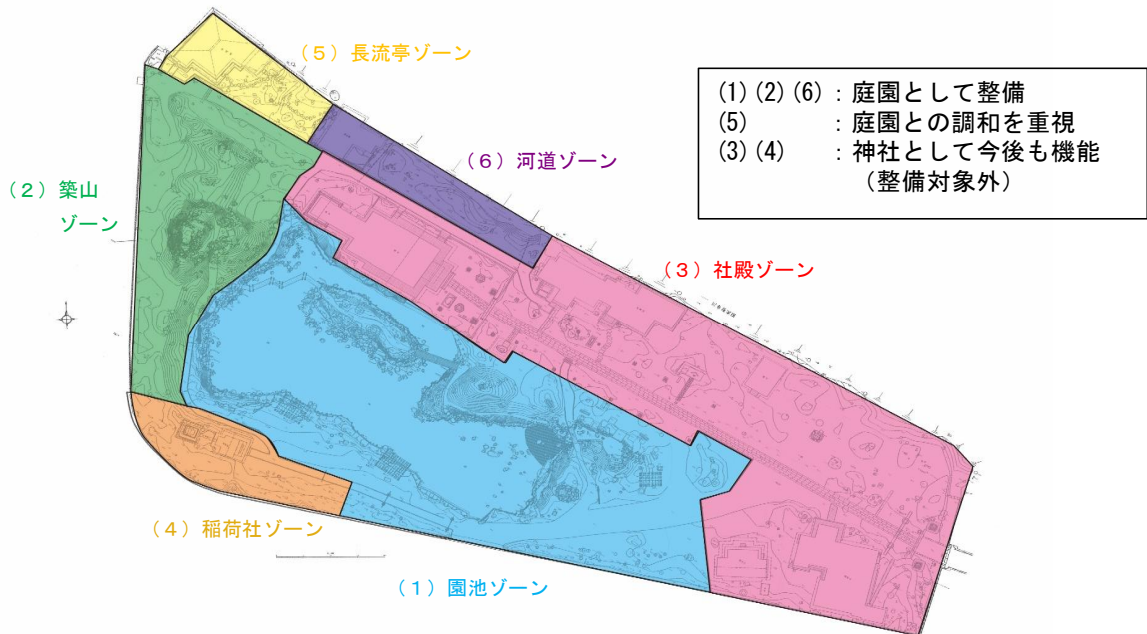 （５）長流亭ゾーン
(1)(2)(6)：庭園として整備
(5)　　　：庭園との調和を重視
(3)(4)　：神社として今後も機能
（整備対象外）
（６）河道ゾーン
（２）築山
ゾーン
（３）社殿ゾーン
（４）稲荷社ゾーン
（１）園池ゾーン